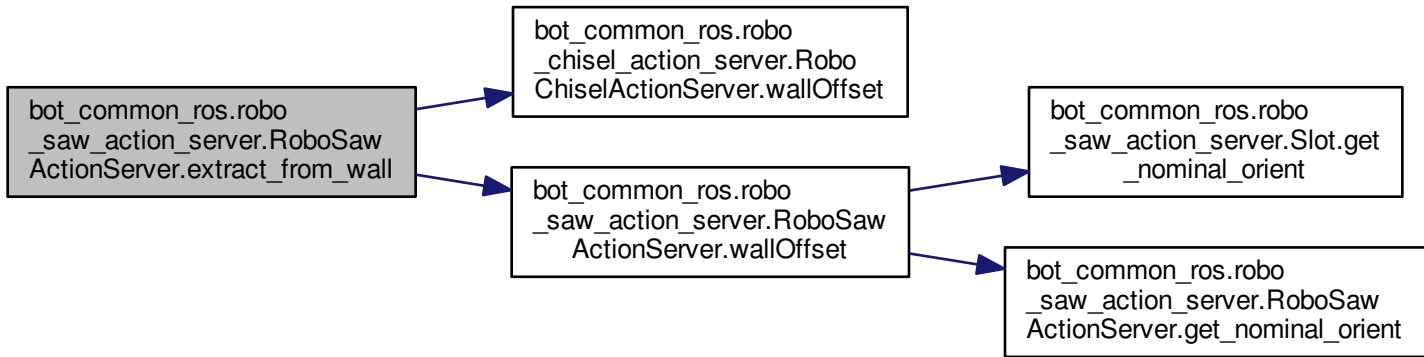 bot_common_ros.robo
_saw_action_server.RoboSaw
ActionServer.extract_from_wall
bot_common_ros.robo
_chisel_action_server.Robo
ChiselActionServer.wallOffset
bot_common_ros.robo
_saw_action_server.RoboSaw
ActionServer.wallOffset
bot_common_ros.robo
_saw_action_server.Slot.get
_nominal_orient
bot_common_ros.robo
_saw_action_server.RoboSaw
ActionServer.get_nominal_orient